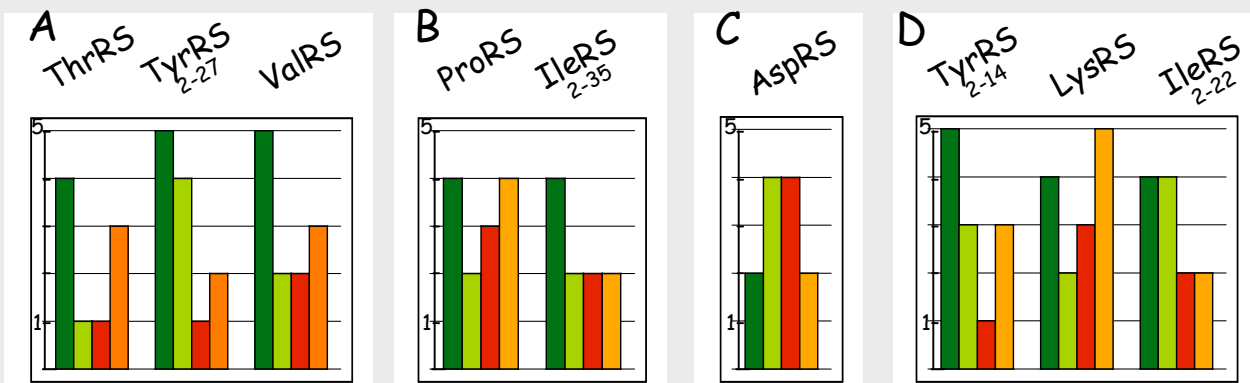 A
ThrRS
TyrRS
2-27
ValRS
5
1
B
ProRS
IleRS
2-35
5
1
C
AspRS
5
1
D
TyrRS
2-14
LysRS
IleRS
2-22
5
1